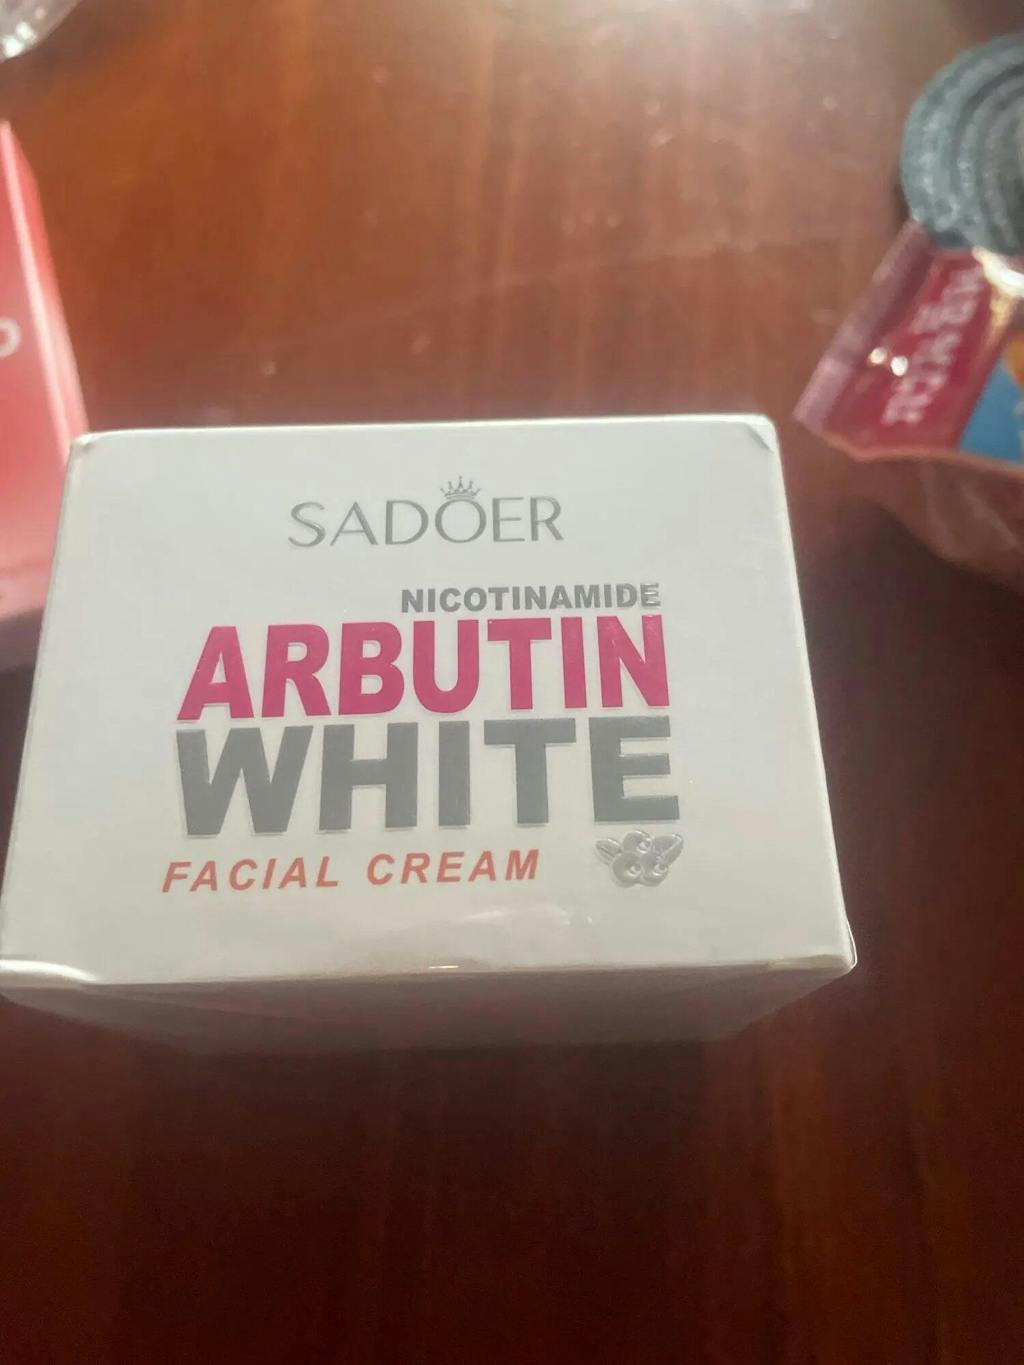 SADOER
NICOTINAMIDE
ARBUTIN
WHITE
FACIAL CREAM